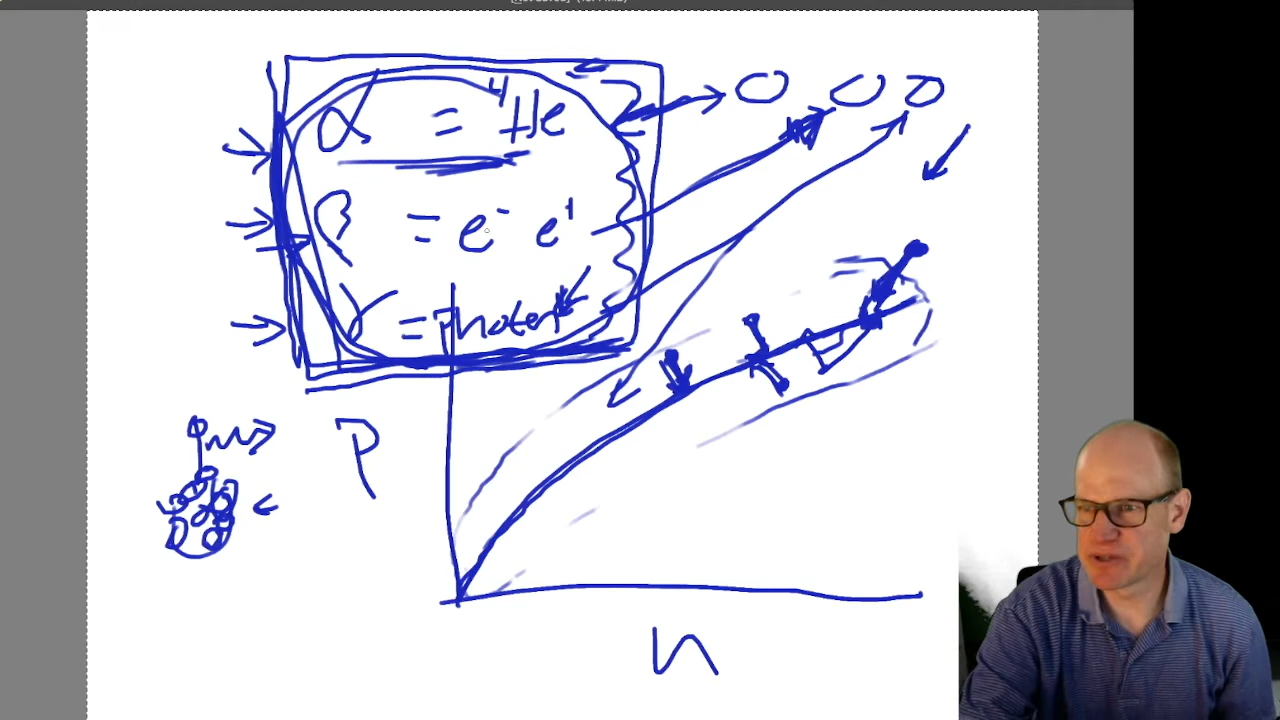 α = ⁴He
β = e⁻ e⁺
γ = Photon
P
n